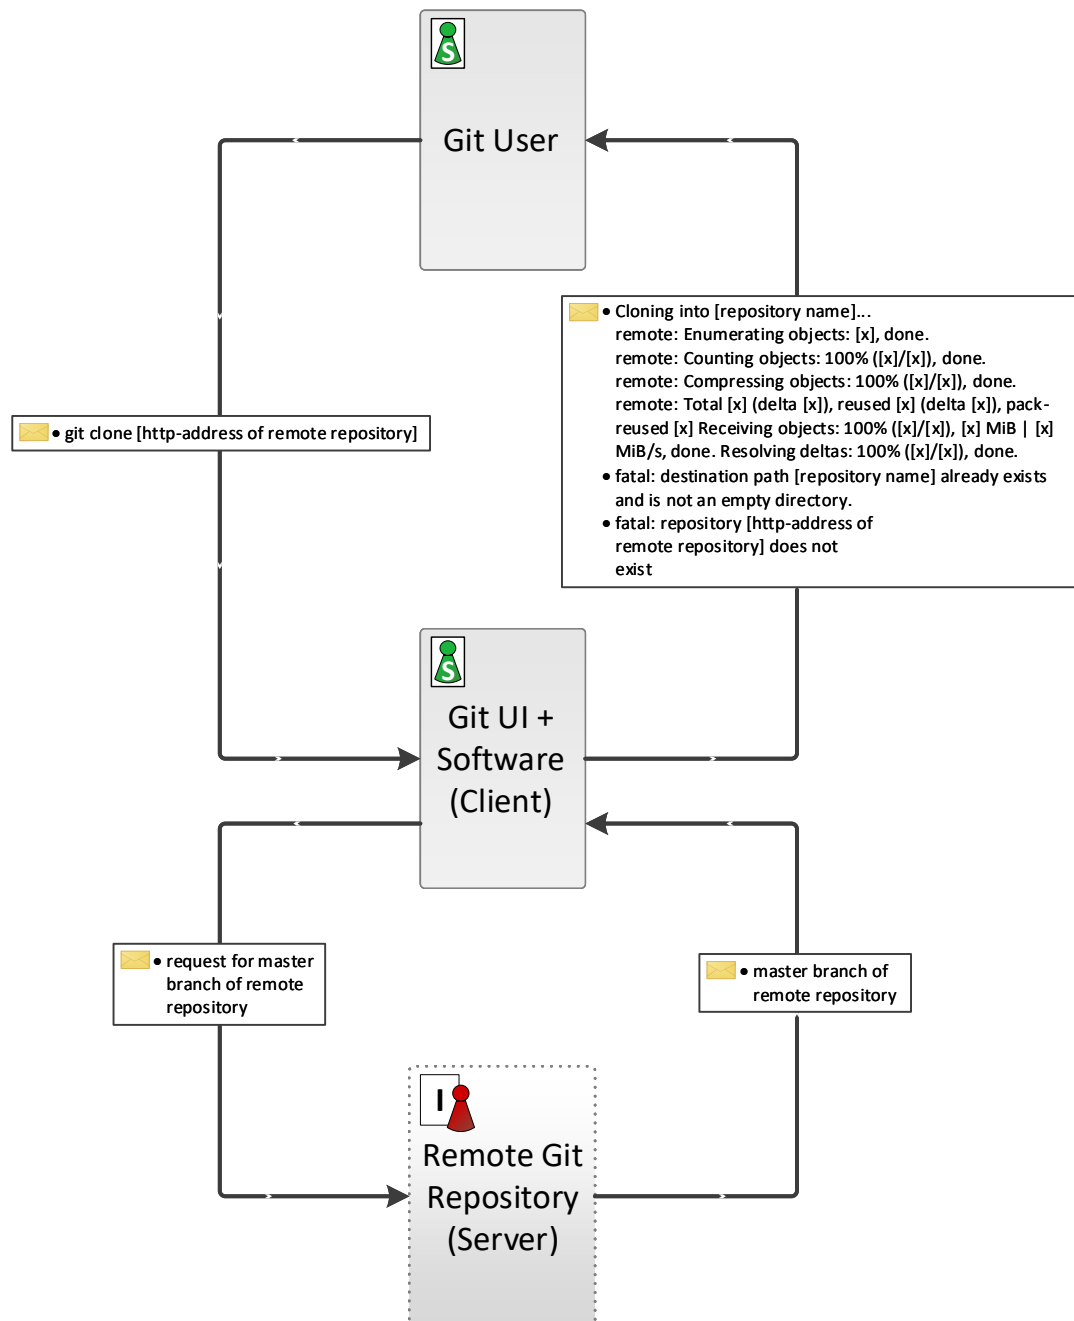 S
Git User
• Cloning into [repository name]...
remote: Enumerating objects: [x], done.
remote: Counting objects: 100% ([x]/[x]), done.
remote: Compressing objects: 100% ([x]/[x]), done.
remote: Total [x] (delta [x]), reused [x] (delta [x]), pack-
reused [x] Receiving objects: 100% ([x]/[x]), [x] MiB | [x]
MiB/s, done. Resolving deltas: 100% ([x]/[x]), done.
• fatal: destination path [repository name] already exists
and is not an empty directory.
• fatal: repository [http-address of
remote repository] does not
exist
• git clone [http-address of remote repository]
S
Git UI +
Software
(Client)
• request for master
branch of remote
repository
• master branch of
remote repository
I
Remote Git
Repository
(Server)